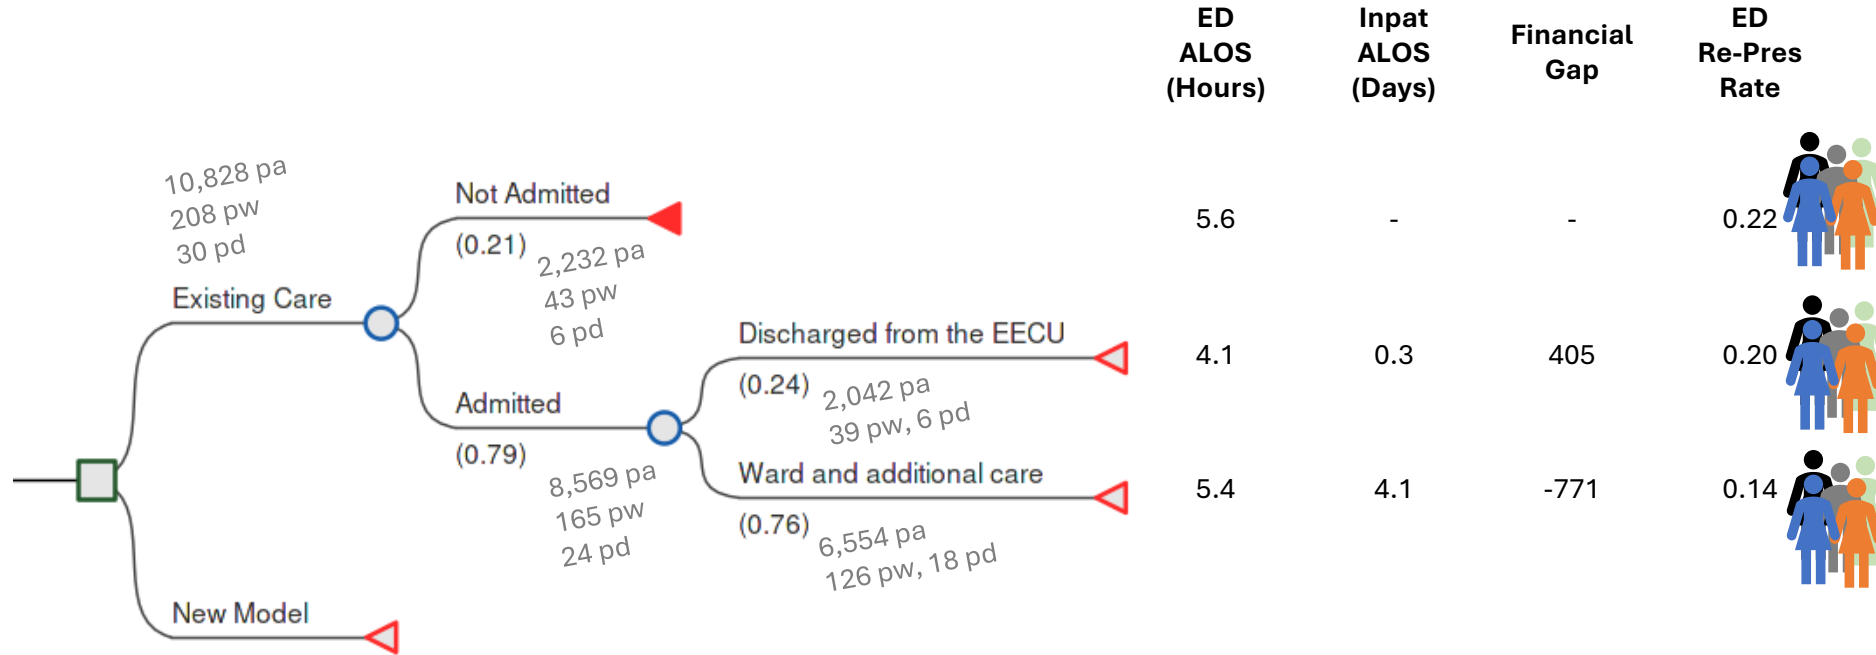 ED
ALOS
(Hours)
Inpat
ALOS
(Days)
Financial
Gap
ED
Re-Pres
Rate
10,828 pa
208 pw
30 pd
Existing Care
Not Admitted
(0.21)
2,232 pa
43 pw
6 pd
5.6
-
-
0.22
Admitted
(0.79)
8,569 pa
165 pw
24 pd
Discharged from the EECU
(0.24)
2,042 pa
39 pw, 6 pd
4.1
0.3
405
0.20
Ward and additional care
(0.76)
6,554 pa
126 pw, 18 pd
5.4
4.1
-771
0.14
New Model